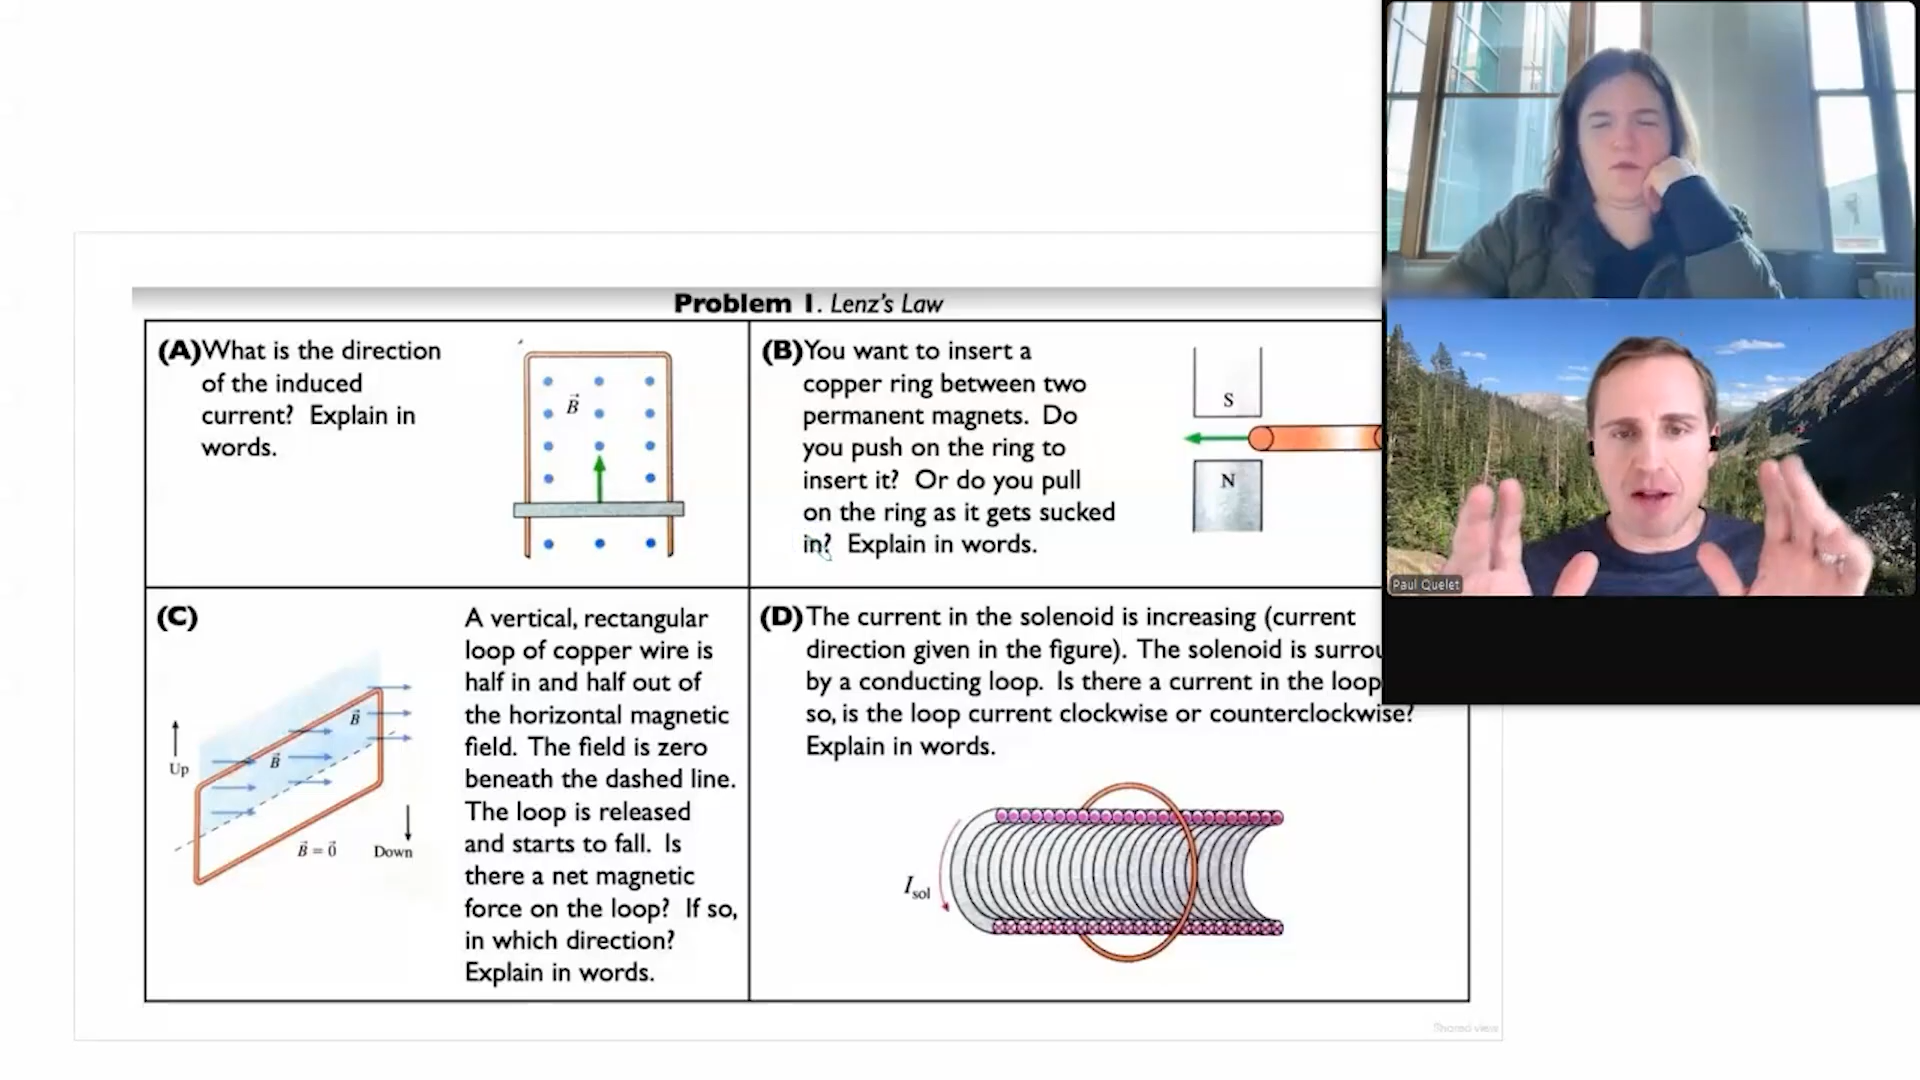 Problem 1. Lenz's Law
(A) What is the direction
of the induced
current? Explain in
words.
B
(B) You want to insert a
copper ring between two
permanent magnets. Do
you push on the ring to
insert it? Or do you pull
on the ring as it gets sucked
in? Explain in words.
S
N
Paul Quelet
(C)
A vertical, rectangular
loop of copper wire is
half in and half out of
the horizontal magnetic
field. The field is zero
beneath the dashed line.
The loop is released
and starts to fall. Is
there a net magnetic
force on the loop? If so,
in which direction?
Explain in words.
Up
B
B
B = 0
Down
(D) The current in the solenoid is increasing (current
direction given in the figure). The solenoid is surrou
by a conducting loop. Is there a current in the loop
so, is the loop current clockwise or counterclockwise?
Explain in words.
Isol
Shared view